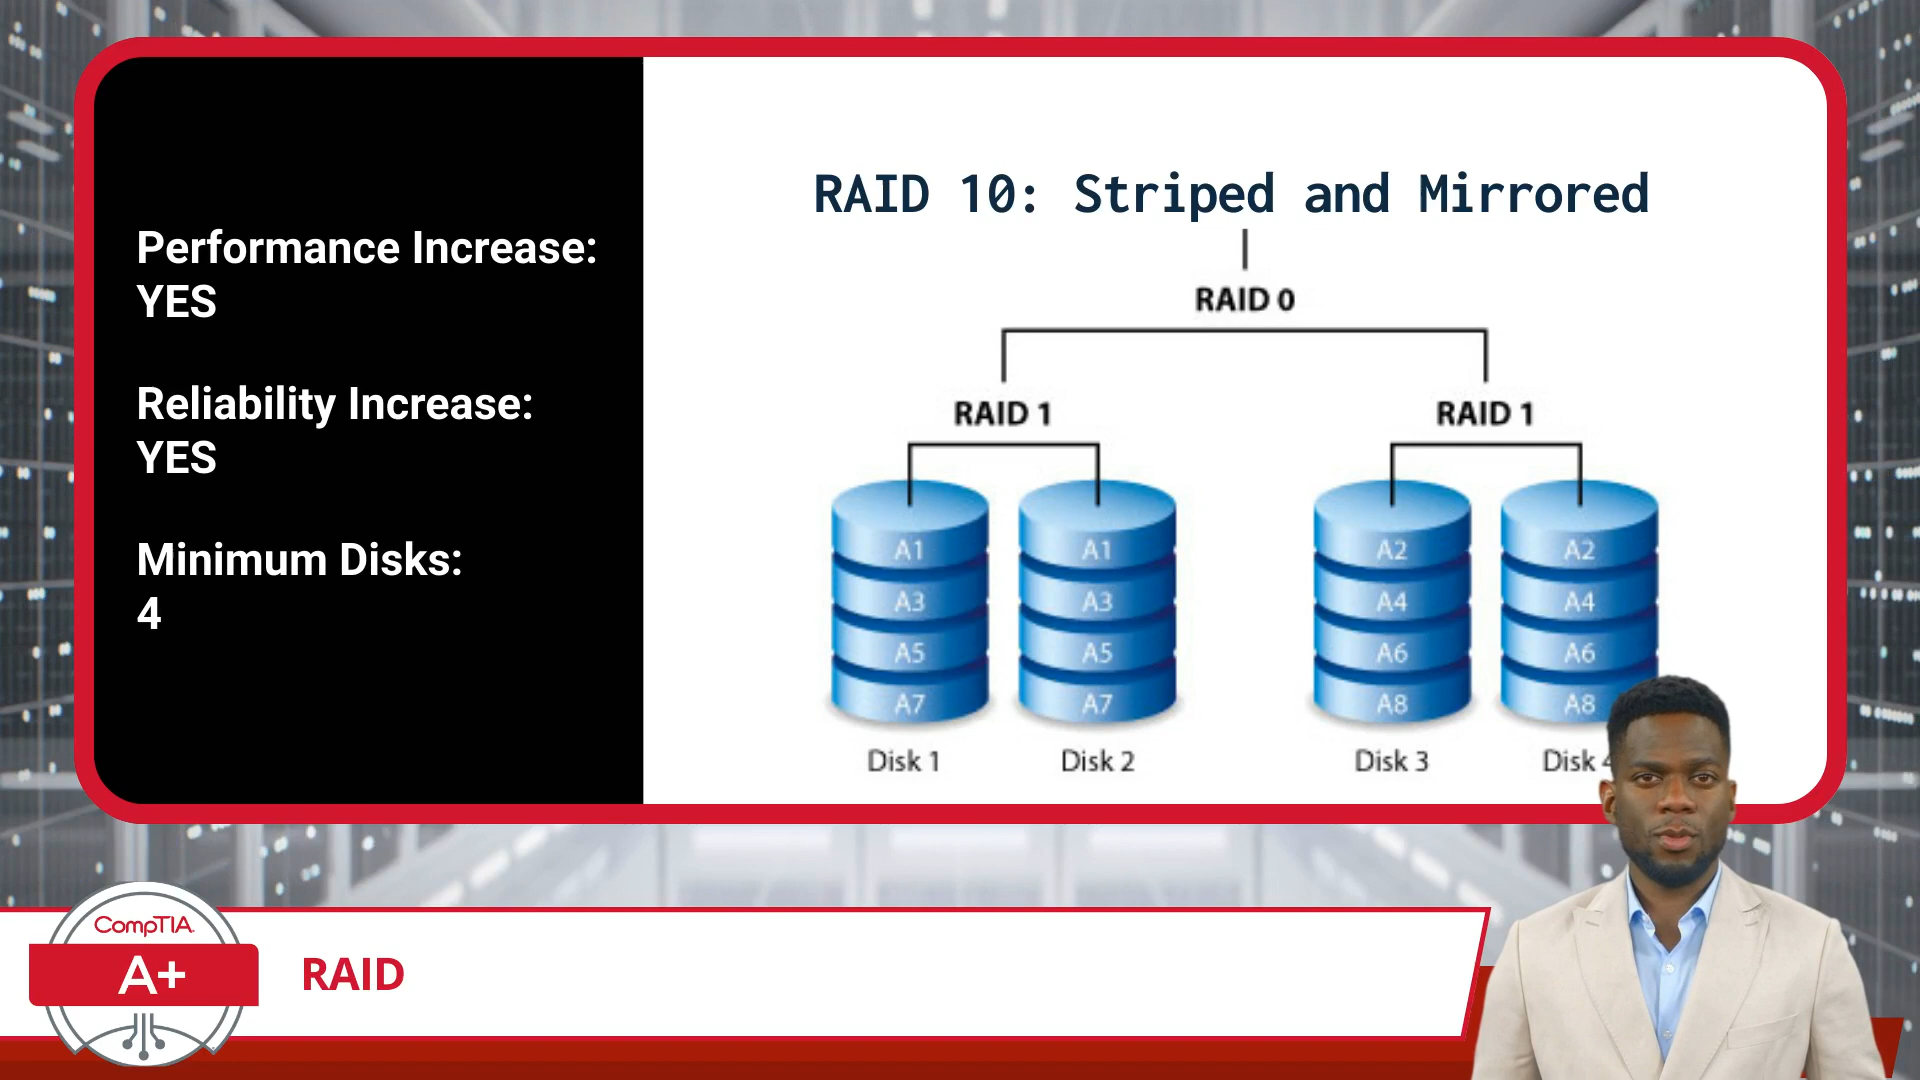 Performance Increase:
YES
Reliability Increase:
YES
Minimum Disks:
4
RAID 10: Striped and Mirrored
RAID 0
RAID 1
RAID 1
A1
A3
A5
A7
Disk 1
A1
A3
A5
A7
Disk 2
A2
A4
A6
A8
Disk 3
A2
A4
A6
A8
Disk 4
CompTIA.
A+
RAID